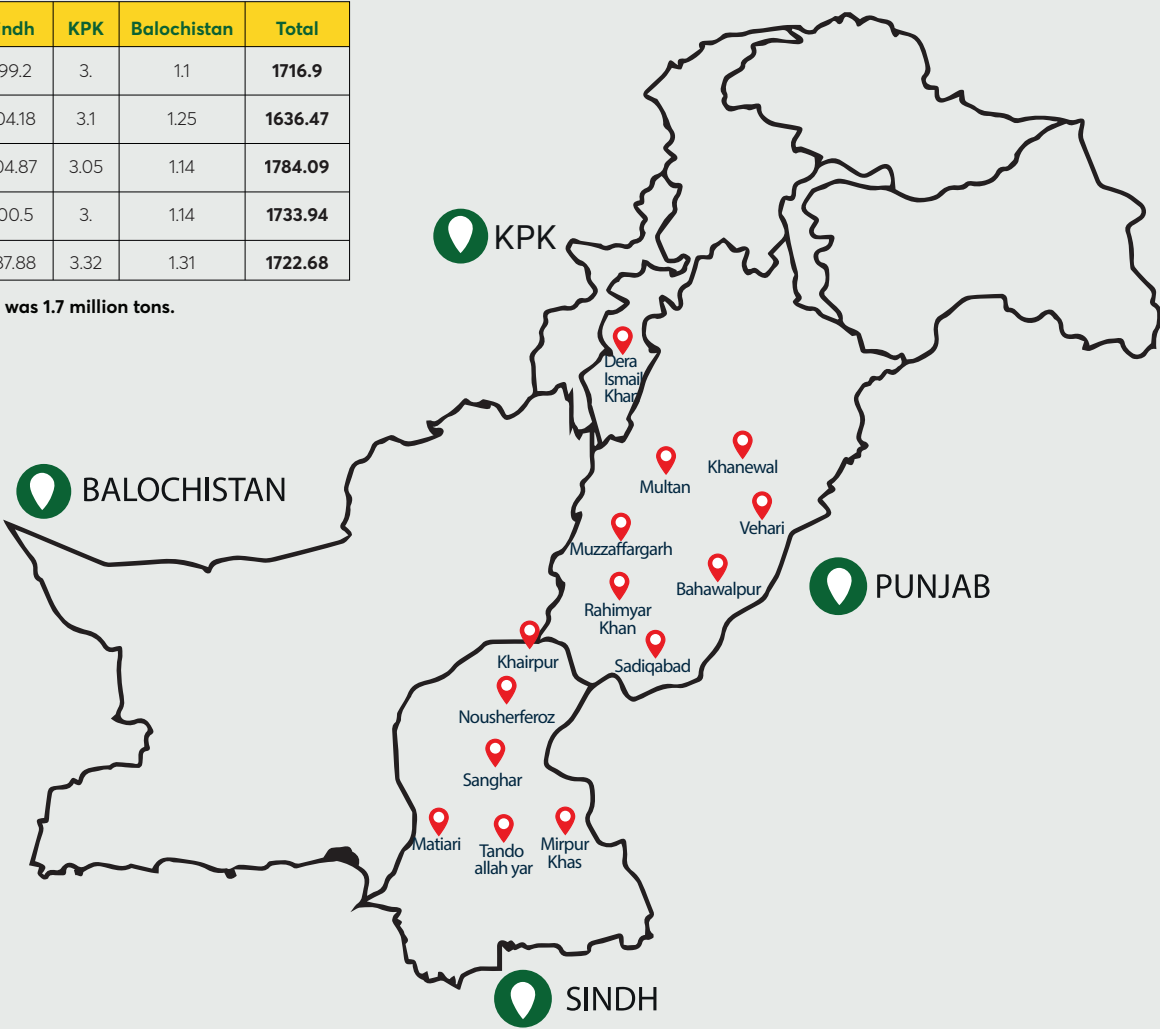 indh KPK Balochistan Total
99.2 3. 1.1 1716.9
04.18 3.1 1.25 1636.47
04.87 3.05 1.14 1784.09
00.5 3. 1.14 1733.94
87.88 3.32 1.31 1722.68
was 1.7 million tons.
KPK
Dera
Ismail
Khan
BALOCHISTAN
Multan
Khanewal
Vehari
Muzzaffargarh
Bahawalpur
PUNJAB
Rahimyar
Khan
Sadiqabad
Khairpur
Nousherferoz
Sanghar
Matiari
Tando
allah yar
Mirpur
Khas
SINDH